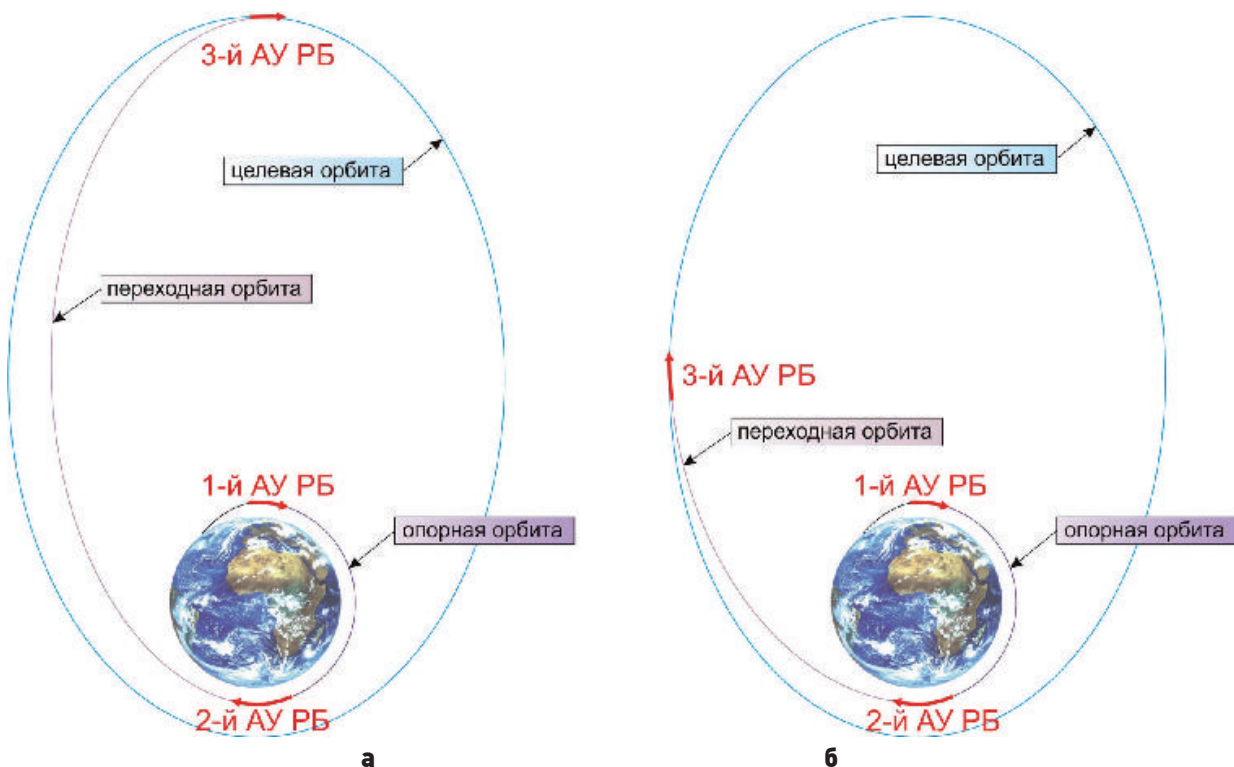 3-й АУ РБ
целевая орбита
переходная орбита
1-й АУ РБ
опорная орбита
2-й АУ РБ
а
целевая орбита
3-й АУ РБ
переходная орбита
1-й АУ РБ
опорная орбита
2-й АУ РБ
б